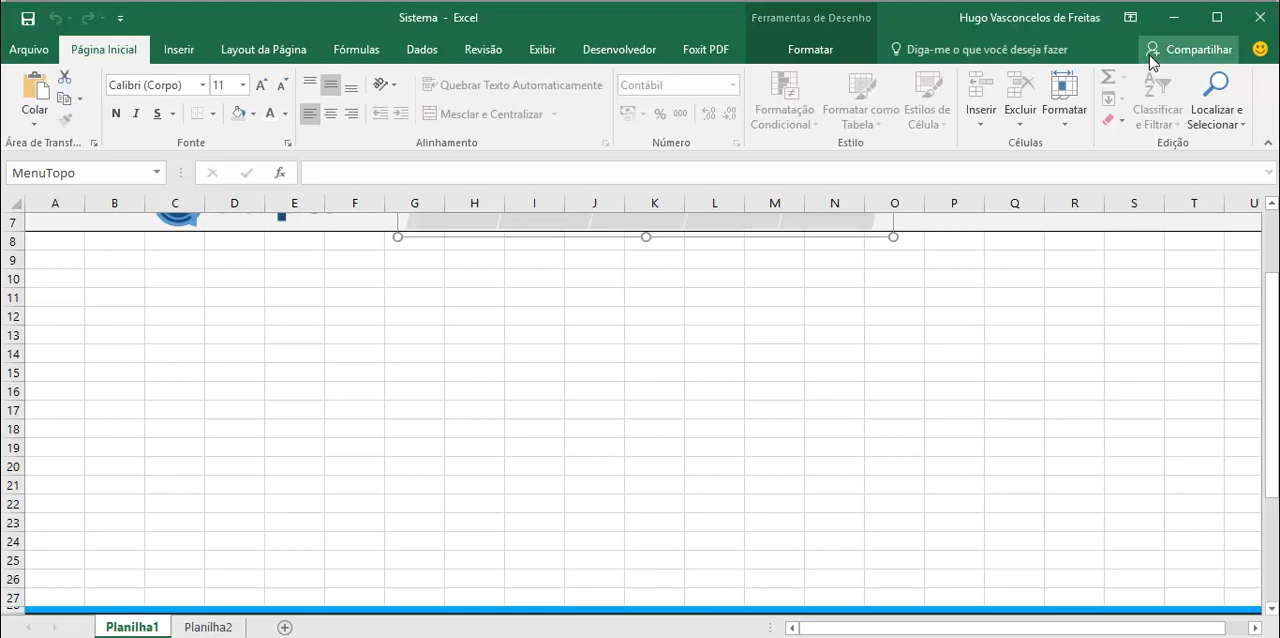 Sistema - Excel
Ferramentas de Desenho
Hugo Vasconcelos de Freitas
Arquivo Página Inicial Inserir Layout da Página Fórmulas Dados Revisão Exibir Desenvolvedor Foxit PDF Formatar Diga-me o que você deseja fazer Compartilhar
Colar
Calibri (Corpo) 11
N I S
Quebrar Texto Automaticamente
Mesclar e Centralizar
Contábil
% 000
Formatação Condicional
Formatar como Tabela
Estilos de Célula
Inserir Excluir Formatar
Classificar e Filtrar
Localizar e Selecionar
Área de Transf... Fonte Alinhamento Número Estilo Células Edição
MenuTopo fx
A B C D E F G H I J K L M N O P Q R S T U
7
8
9
10
11
12
13
14
15
16
17
18
19
20
21
22
23
24
25
26
27
Planilha1 Planilha2